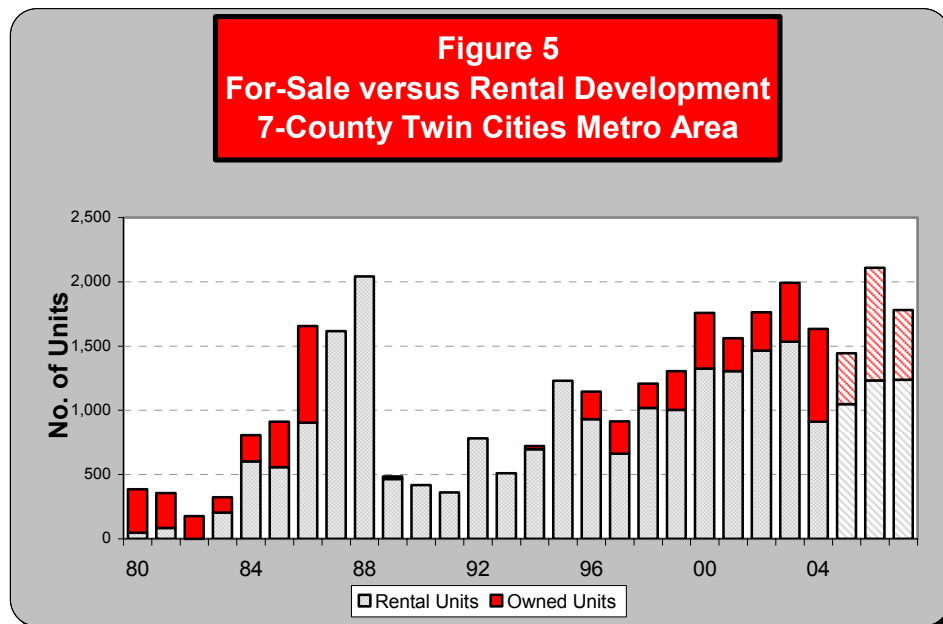 Figure 5
For-Sale versus Rental Development
7-County Twin Cities Metro Area
No. of Units
2,500
2,000
1,500
1,000
500
0
80 84 88 92 96 00 04
Rental Units Owned Units